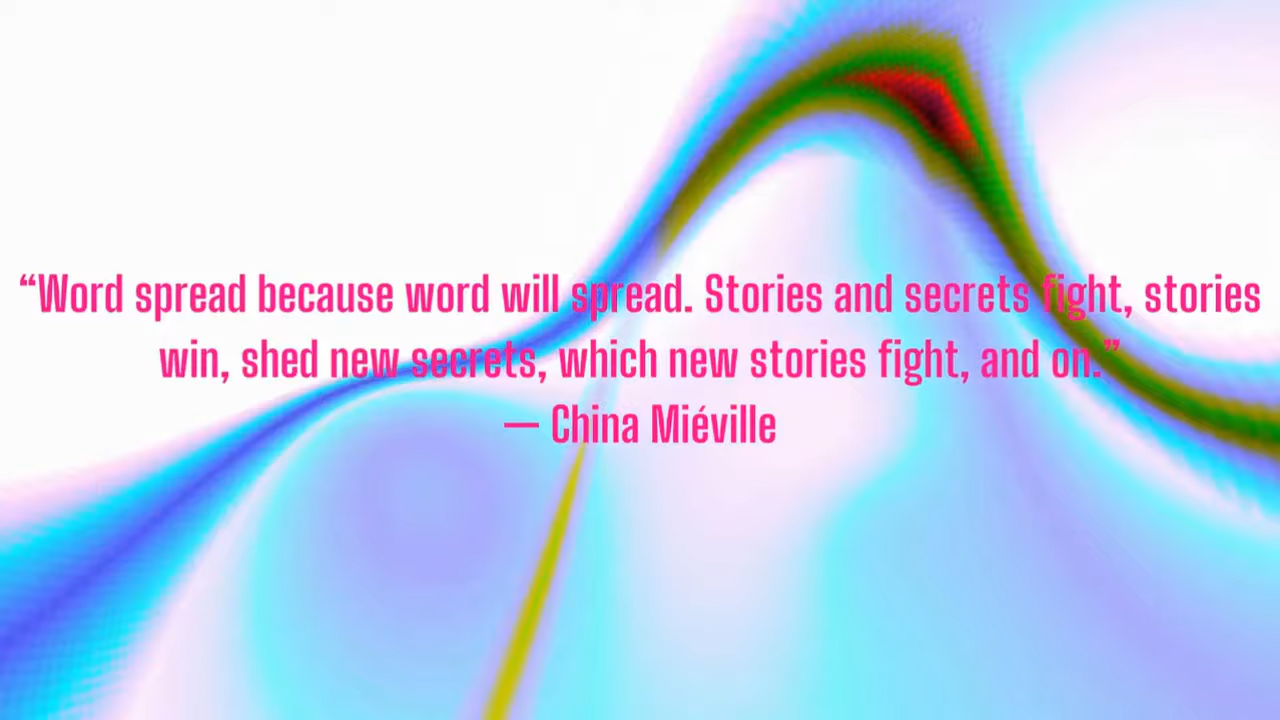 “Word spread because word will spread. Stories and secrets fight, stories
win, shed new secrets, which new stories fight, and on.”
— China Miéville